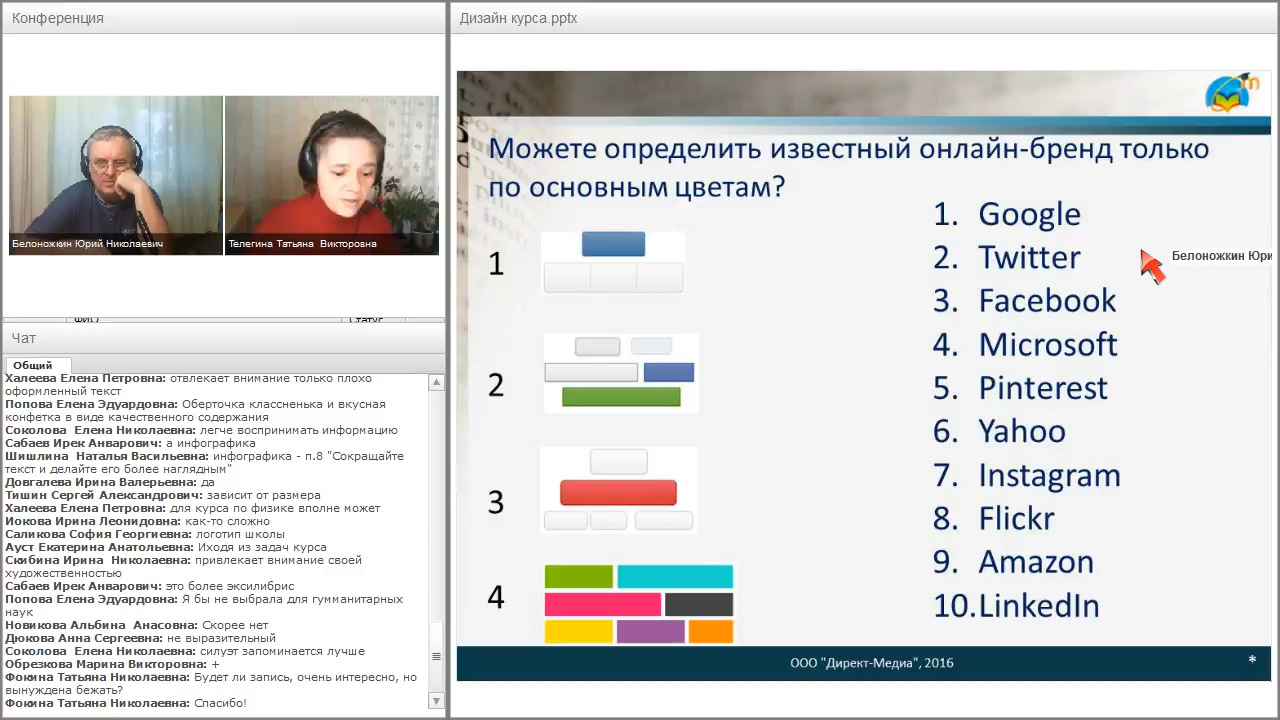 Конференция
Белоножкин Юрий Николаевич
Телегина Татьяна Викторовна
ФИО
Статус
Чат
Общий
Халеева Елена Петровна: отвлекает внимание только плохо
оформленный текст
Попова Елена Эдуардовна: Оберточка классненька и вкусная
конфетка в виде качественного содержания
Соколова Елена Николаевна: легче воспринимать информацию
Сабаев Ирек Анварович: а инфографика
Шишлина Наталья Васильевна: инфографика - п.8 "Сокращайте
текст и делайте его более наглядным"
Довгалева Ирина Валерьевна: да
Тишин Сергей Александрович: зависит от размера
Халеева Елена Петровна: для курса по физике вполне может
Иокова Ирина Леонидовна: как-то сложно
Саликова София Георгиевна: логотип школы
Ауст Екатерина Анатольевна: Иходя из задач курса
Скибина Ирина Николаевна: привлекает внимание своей
художественностью
Сабаев Ирек Анварович: это более эксилибрис
Попова Елена Эдуардовна: Я бы не выбрала для гумманитарных
наук
Новикова Альбина Анасовна: Скорее нет
Дюкова Анна Сергеевна: не выразительный
Соколова Елена Николаевна: силуэт запоминается лучше
Обрезкова Марина Викторовна: +
Фокина Татьяна Николаевна: Будет ли запись, очень интересно, но
вынуждена бежать?
Фокина Татьяна Николаевна: Спасибо!
Дизайн курса.pptx
Можете определить известный онлайн-бренд только
по основным цветам?
1
2
3
4
1. Google
2. Twitter
3. Facebook
4. Microsoft
5. Pinterest
6. Yahoo
7. Instagram
8. Flickr
9. Amazon
10.LinkedIn
Белоножкин Юри
ООО "Директ-Медиа", 2016
*